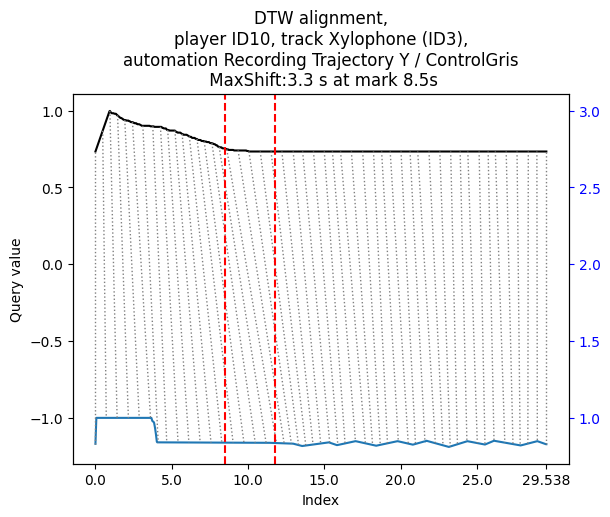 DTW alignment,
player ID10, track Xylophone (ID3),
automation Recording Trajectory Y / ControlGris
MaxShift:3.3 s at mark 8.5s
1.0
0.5
0.0
−0.5
−1.0
Query value
3.0
2.5
2.0
1.5
1.0
0.0 5.0 10.0 15.0 20.0 25.0 29.538
Index